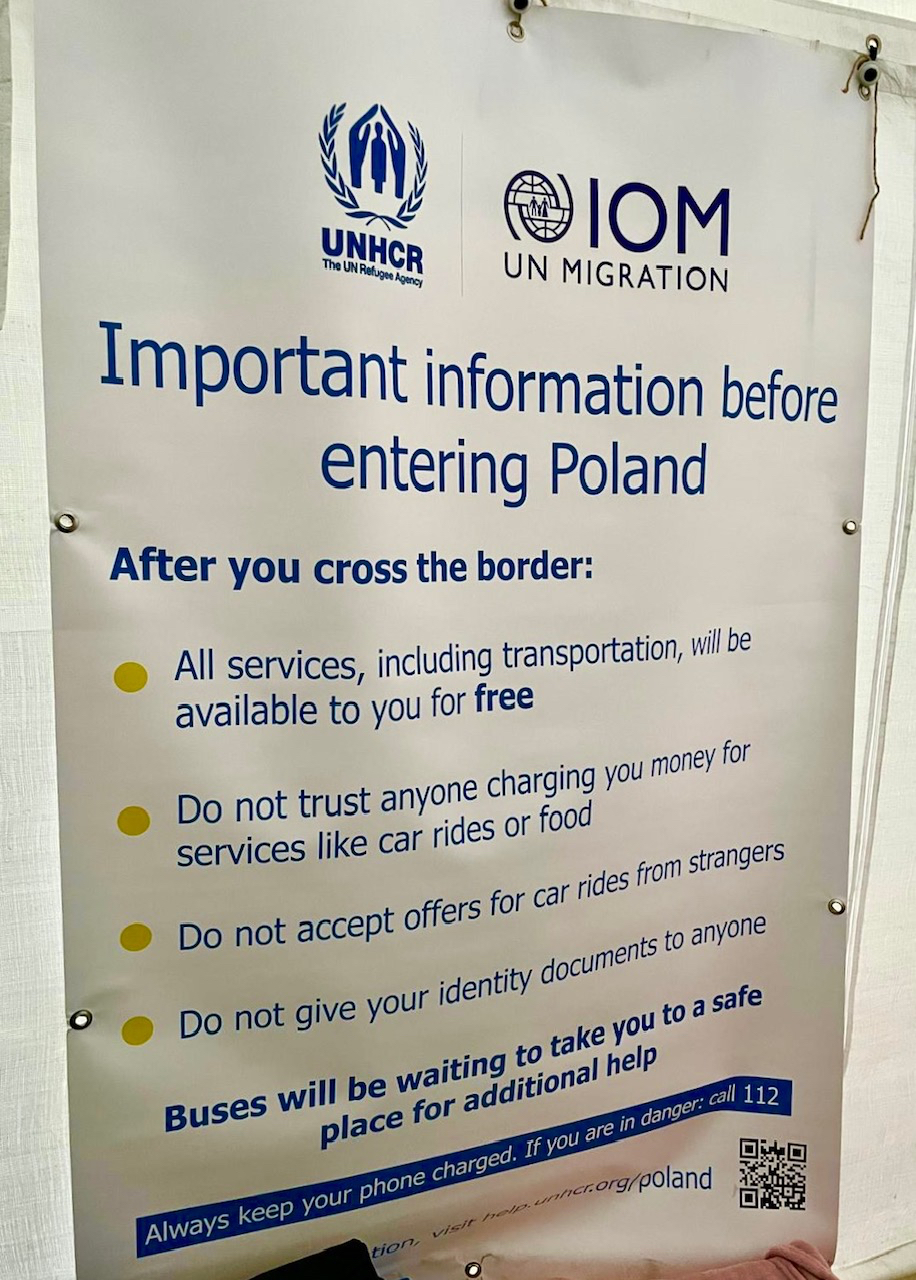 UNHCR
The UN Refugee Agency
IOM
UN MIGRATION
Important information before
entering Poland
After you cross the border:
All services, including transportation, will be
available to you for free
Do not trust anyone charging you money for
services like car rides or food
Do not accept offers for car rides from strangers
Do not give your identity documents to anyone
Buses will be waiting to take you to a safe
place for additional help
Always keep your phone charged. If you are in danger: call 112
visit help.unhcr.org/poland